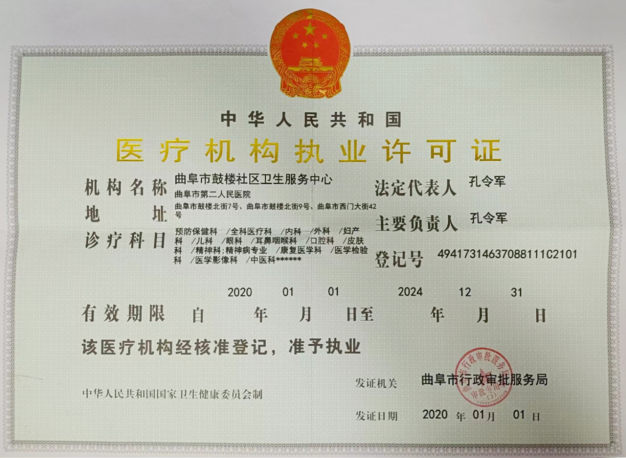 中华人民共和国
医疗机构执业许可证
机构名称 曲阜市鼓楼社区卫生服务中心
曲阜市第二人民医院
地址 曲阜市鼓楼北街7号、曲阜市鼓楼北街9号、曲阜市西门大街42
号
诊疗科目 预防保健科 /全科医疗科 /内科 /外科 /妇产
科 /儿科 /眼科 /耳鼻咽喉科 /口腔科 /皮肤
科 /精神科;精神病专业 /康复医学科 /医学检验
科 /医学影像科 /中医科******
法定代表人 孔令军
主要负责人 孔令军
登记号 49417314637088111C2101
有效期限 自 2020 年 01 月 01 日至 2024 年 12 月 31 日
该医疗机构经核准登记，准予执业
中华人民共和国国家卫生健康委员会制
发证机关 曲阜市行政审批服务局
发证日期 2020 年 01 月 01 日